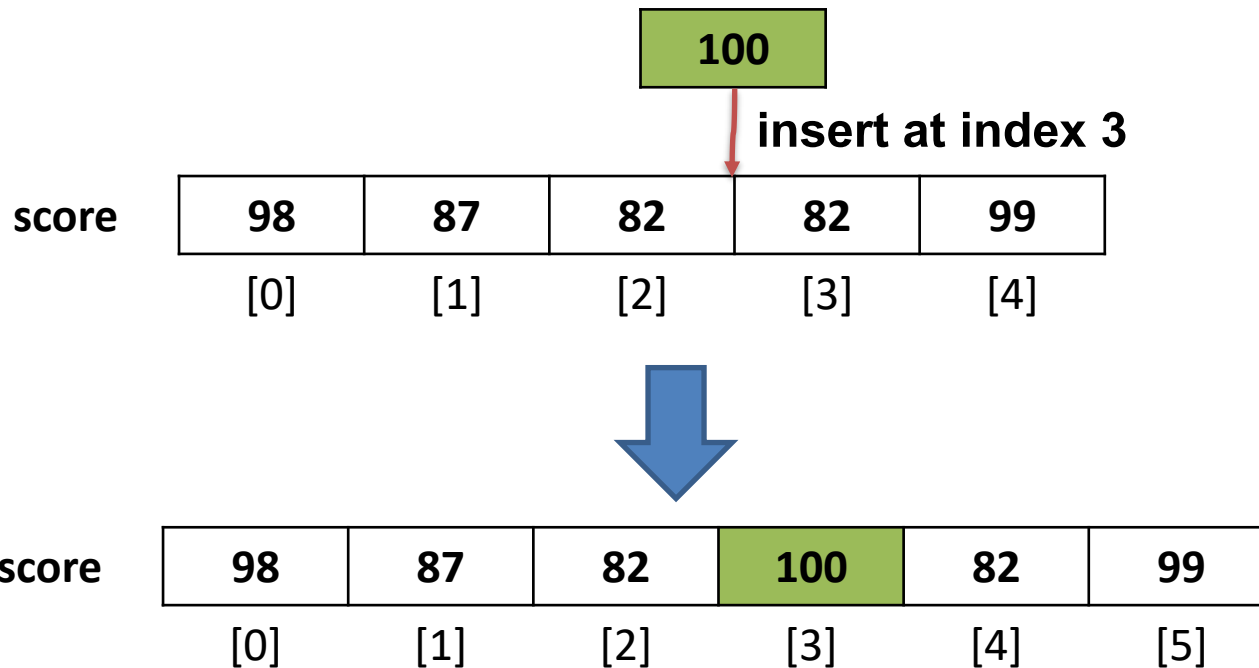 100
insert at index 3
score 98 87 82 82 99
[0] [1] [2] [3] [4]
score 98 87 82 100 82 99
[0] [1] [2] [3] [4] [5]